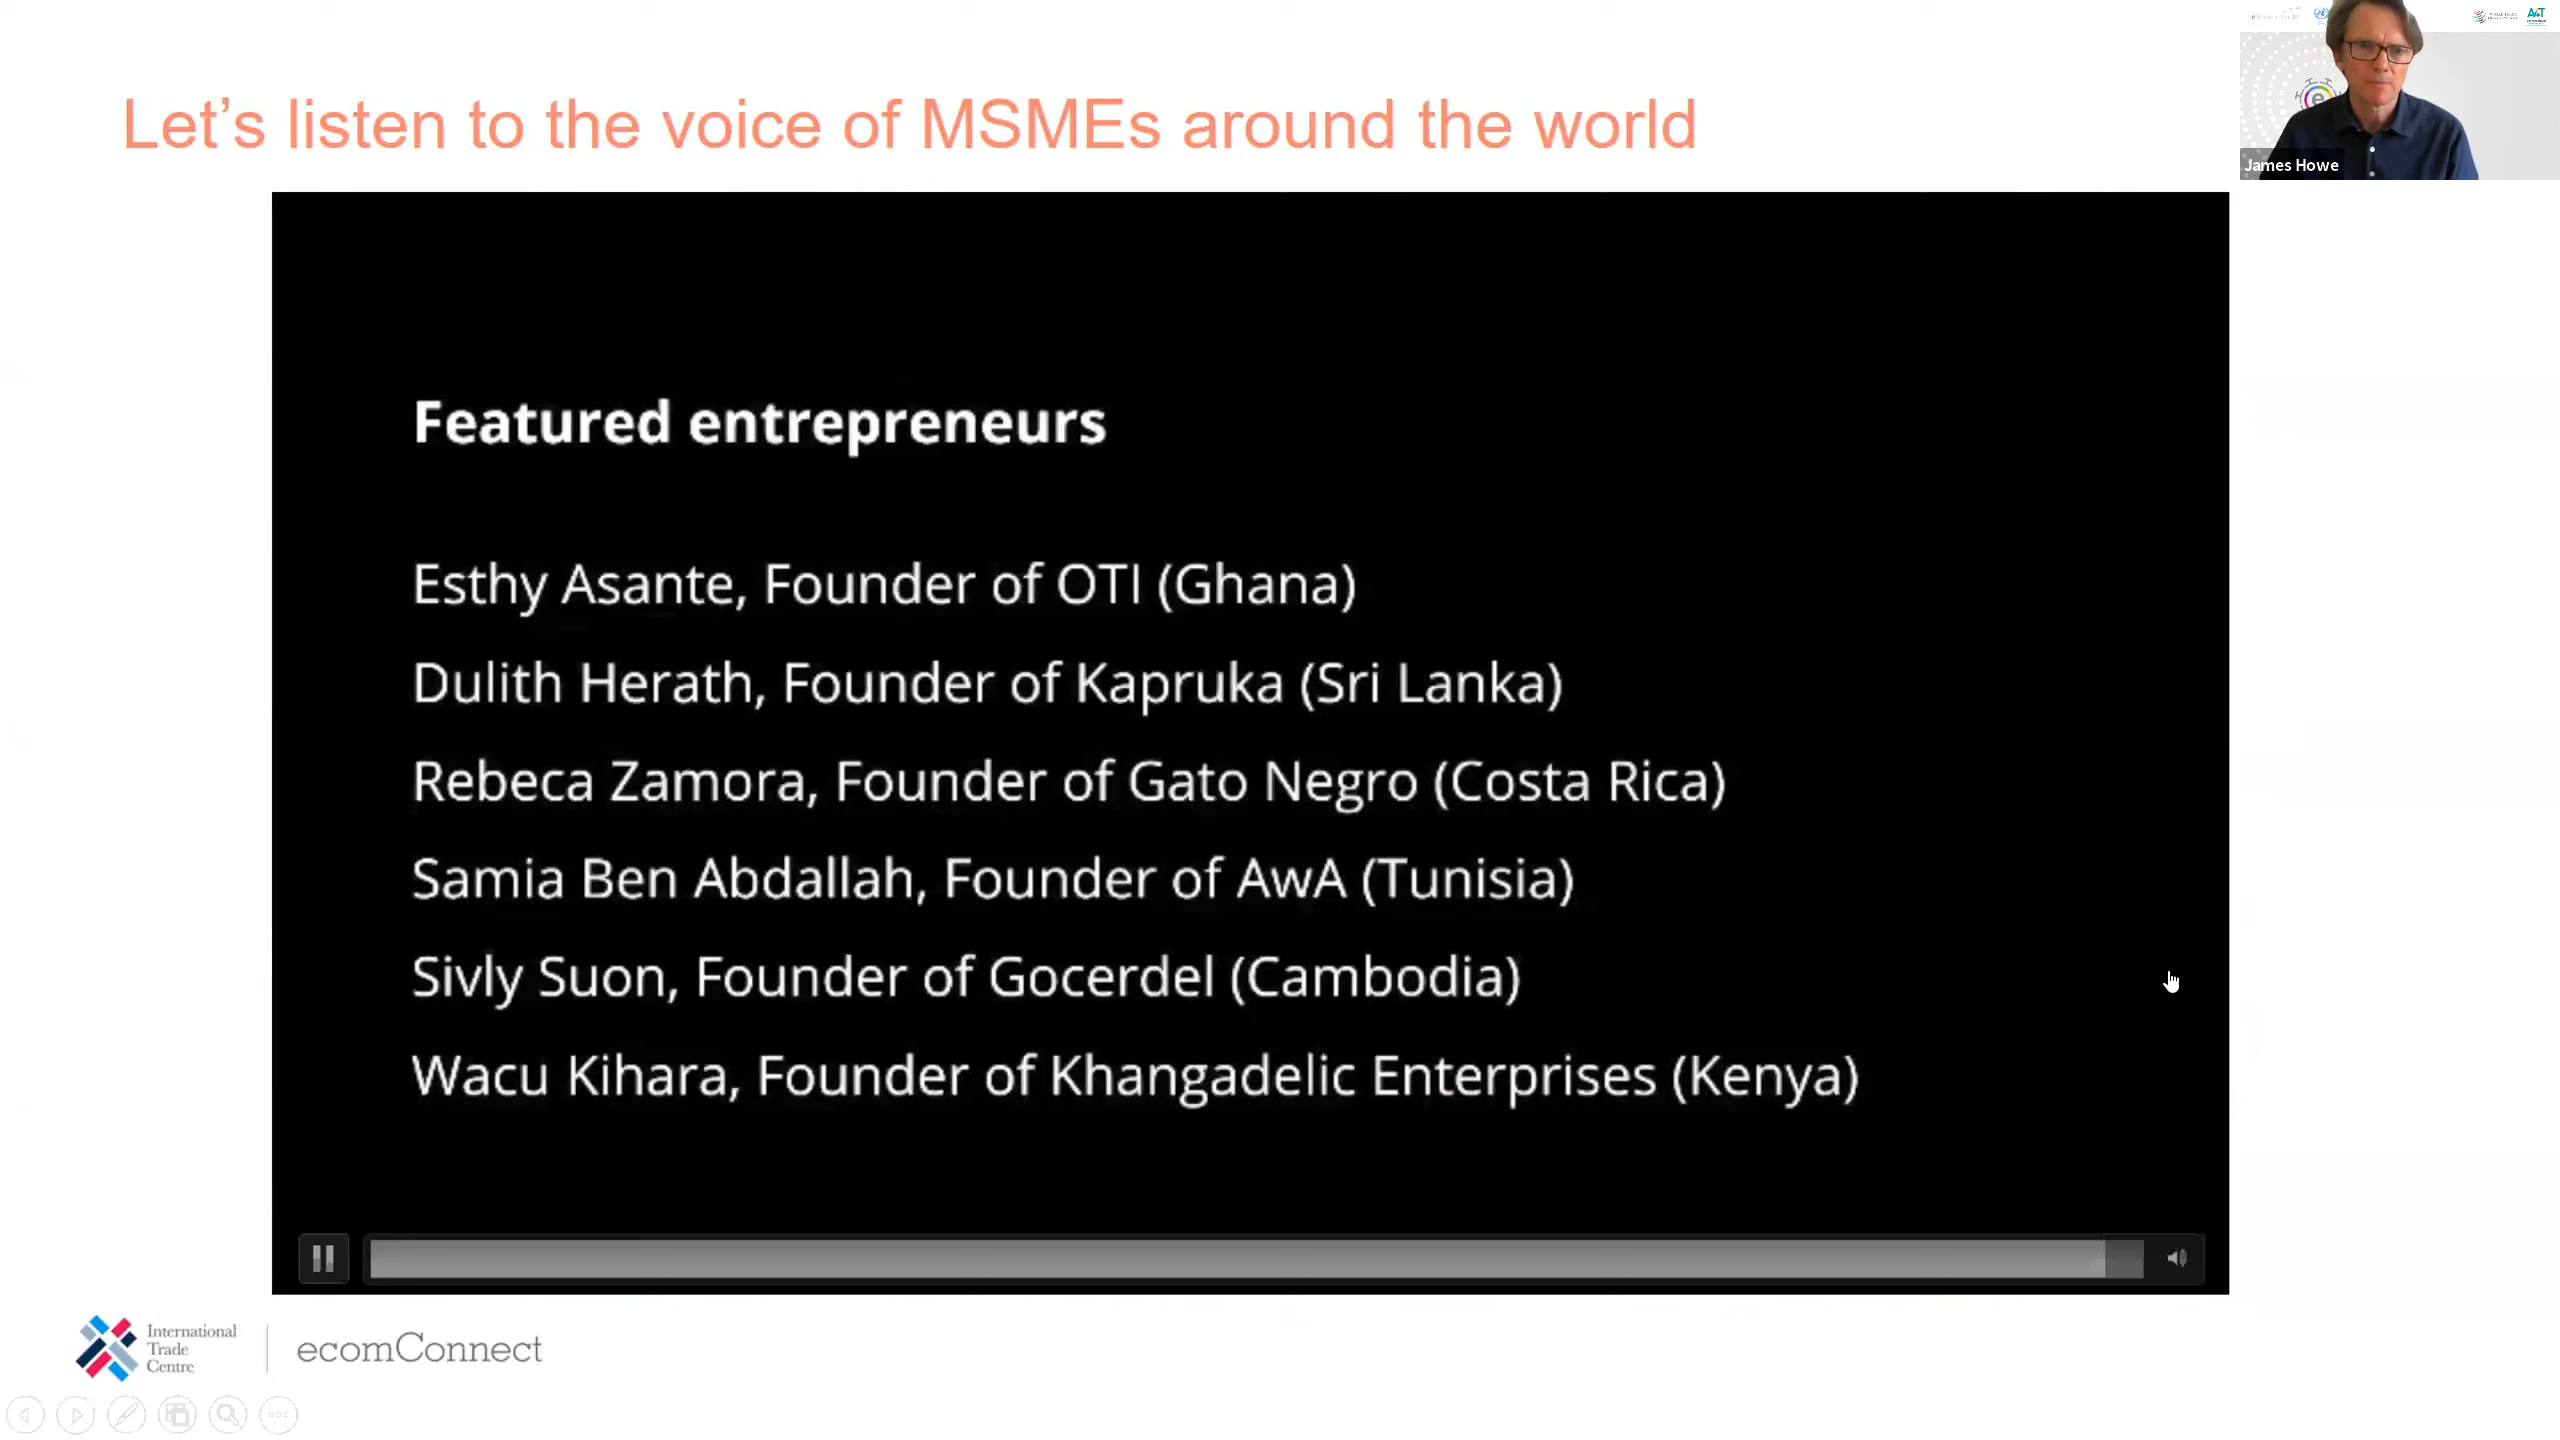 Let's listen to the voice of MSMEs around the world
James Howe
Featured entrepreneurs
Esthy Asante, Founder of OTI (Ghana)
Dulith Herath, Founder of Kapruka (Sri Lanka)
Rebeca Zamora, Founder of Gato Negro (Costa Rica)
Samia Ben Abdallah, Founder of AwA (Tunisia)
Sivly Suon, Founder of Gocerdel (Cambodia)
Wacu Kihara, Founder of Khangadelic Enterprises (Kenya)
International
Trade
Centre
ecomConnect